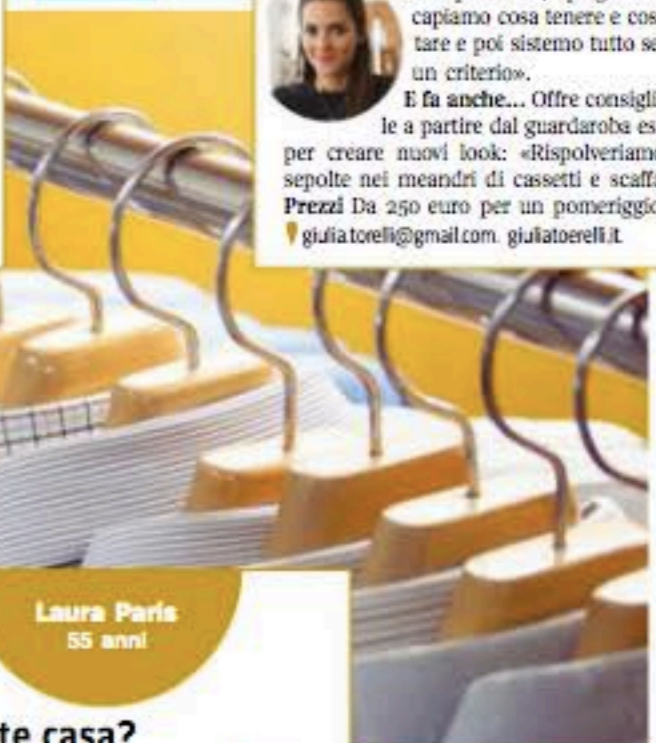 capiamo cosa tenere e cos
tare e poi sistemo tutto se
un criterio».
E fa anche... Offre consigli
le a partire dal guardaroba es
per creare nuovi look: «Rispolveriamo
sepolte nei meandri di cassetti e scaffa
Prezzi Da 250 euro per un pomeriggio
giulia.torelli@gmail.com. giuliatoerelli.it.
Laura Paris
55 anni
te casa?